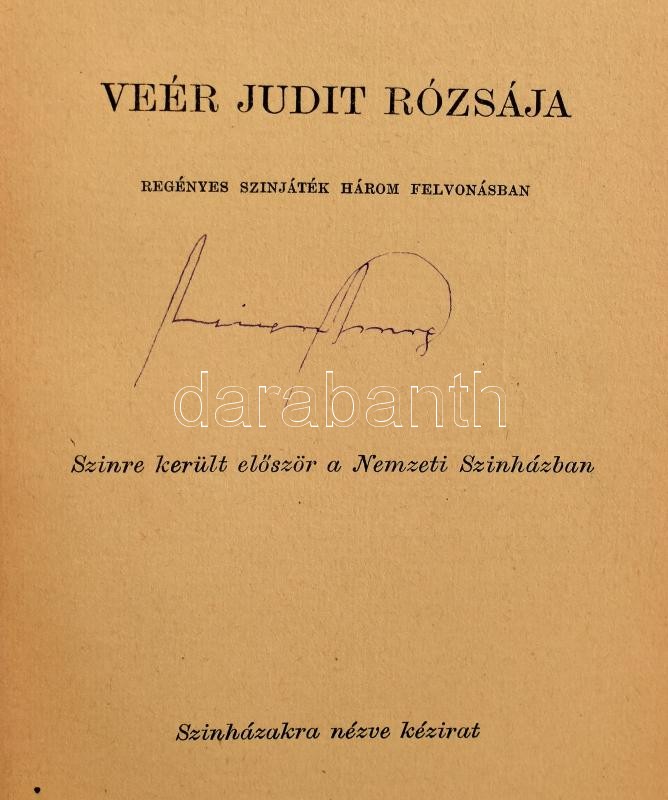 VEÉR JUDIT RÓZSÁJA
REGÉNYES SZINJÁTÉK HÁROM FELVONÁSBAN
darabanth
Szinre került először a Nemzeti Szinházban
Szinházakra nézve kézirat